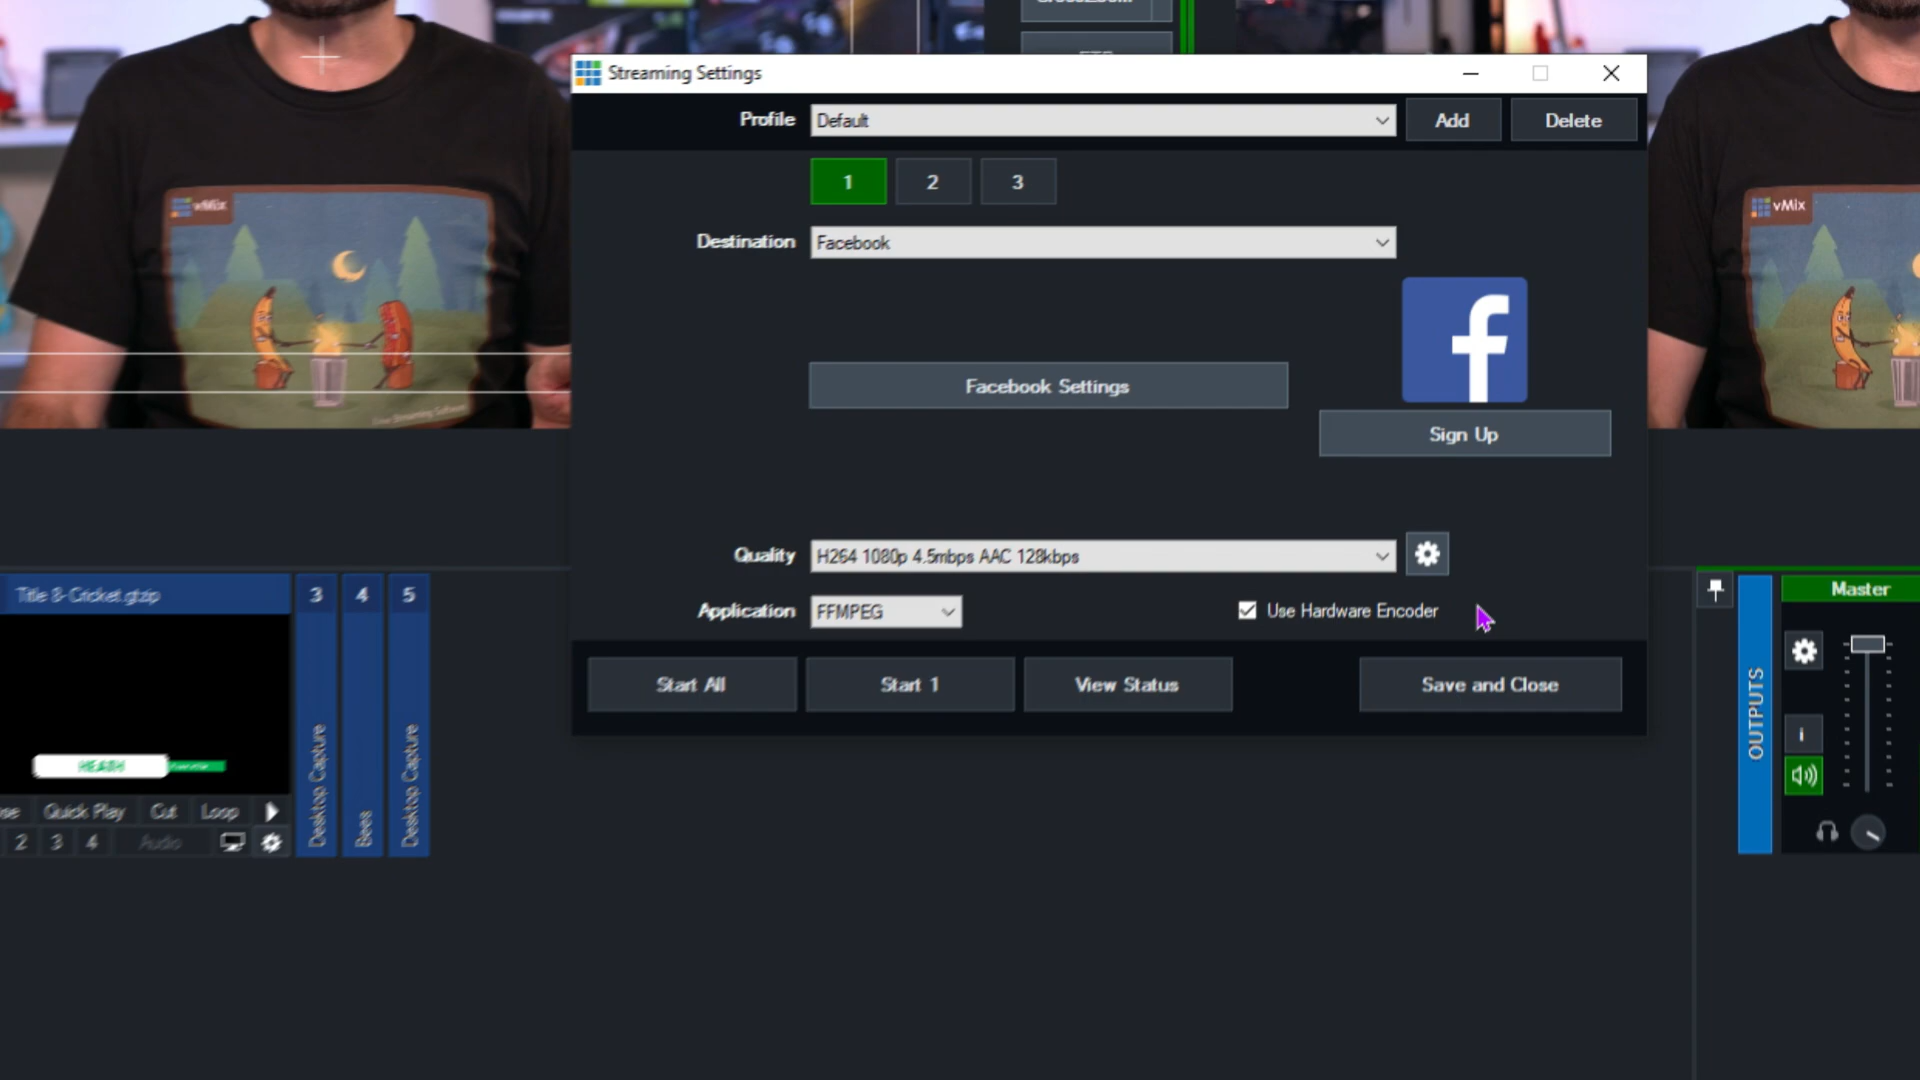 Streaming Settings
Profile Default Add Delete
1 2 3
Destination Facebook
Facebook Settings
Sign Up
Quality H264 1080p 4.5mbps AAC 128kbps
Application FFMPEG Use Hardware Encoder
Start All Start 1 View Status Save and Close
vMix
vMix
Title 8- Cricket.gtzip
HEATH
Quick Play Cut Loop
2 3 4 Audio
3 4 5
Desktop Capture
Bees
Desktop Capture
OUTPUTS
Master
i